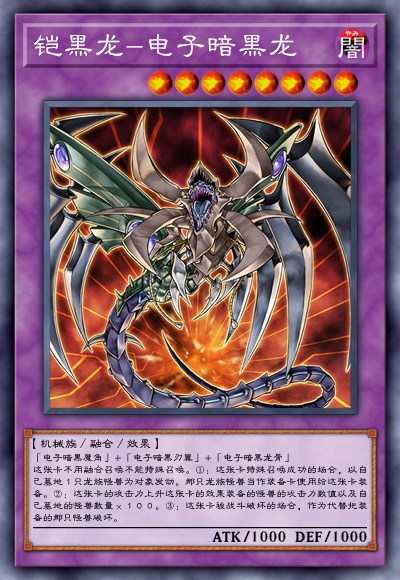 铠黑龙-电子暗黑龙
やみ
闇
【机械族／融合／效果】
「电子暗黑魔角」＋「电子暗黑刃翼」＋「电子暗黑龙骨」
这张卡不用融合召唤不能特殊召唤。①：这张卡特殊召唤成功的场合，以自
己墓地1只龙族怪兽为对象发动。那只龙族怪兽当作装备卡使用给这张卡装
备。②：这张卡的攻击力上升这张卡的效果装备的怪兽的攻击力数值以及自
己墓地的怪兽数量×100。③：这张卡被战斗破坏的场合，作为代替把装
备的那只怪兽破坏。
ATK/1000 DEF/1000